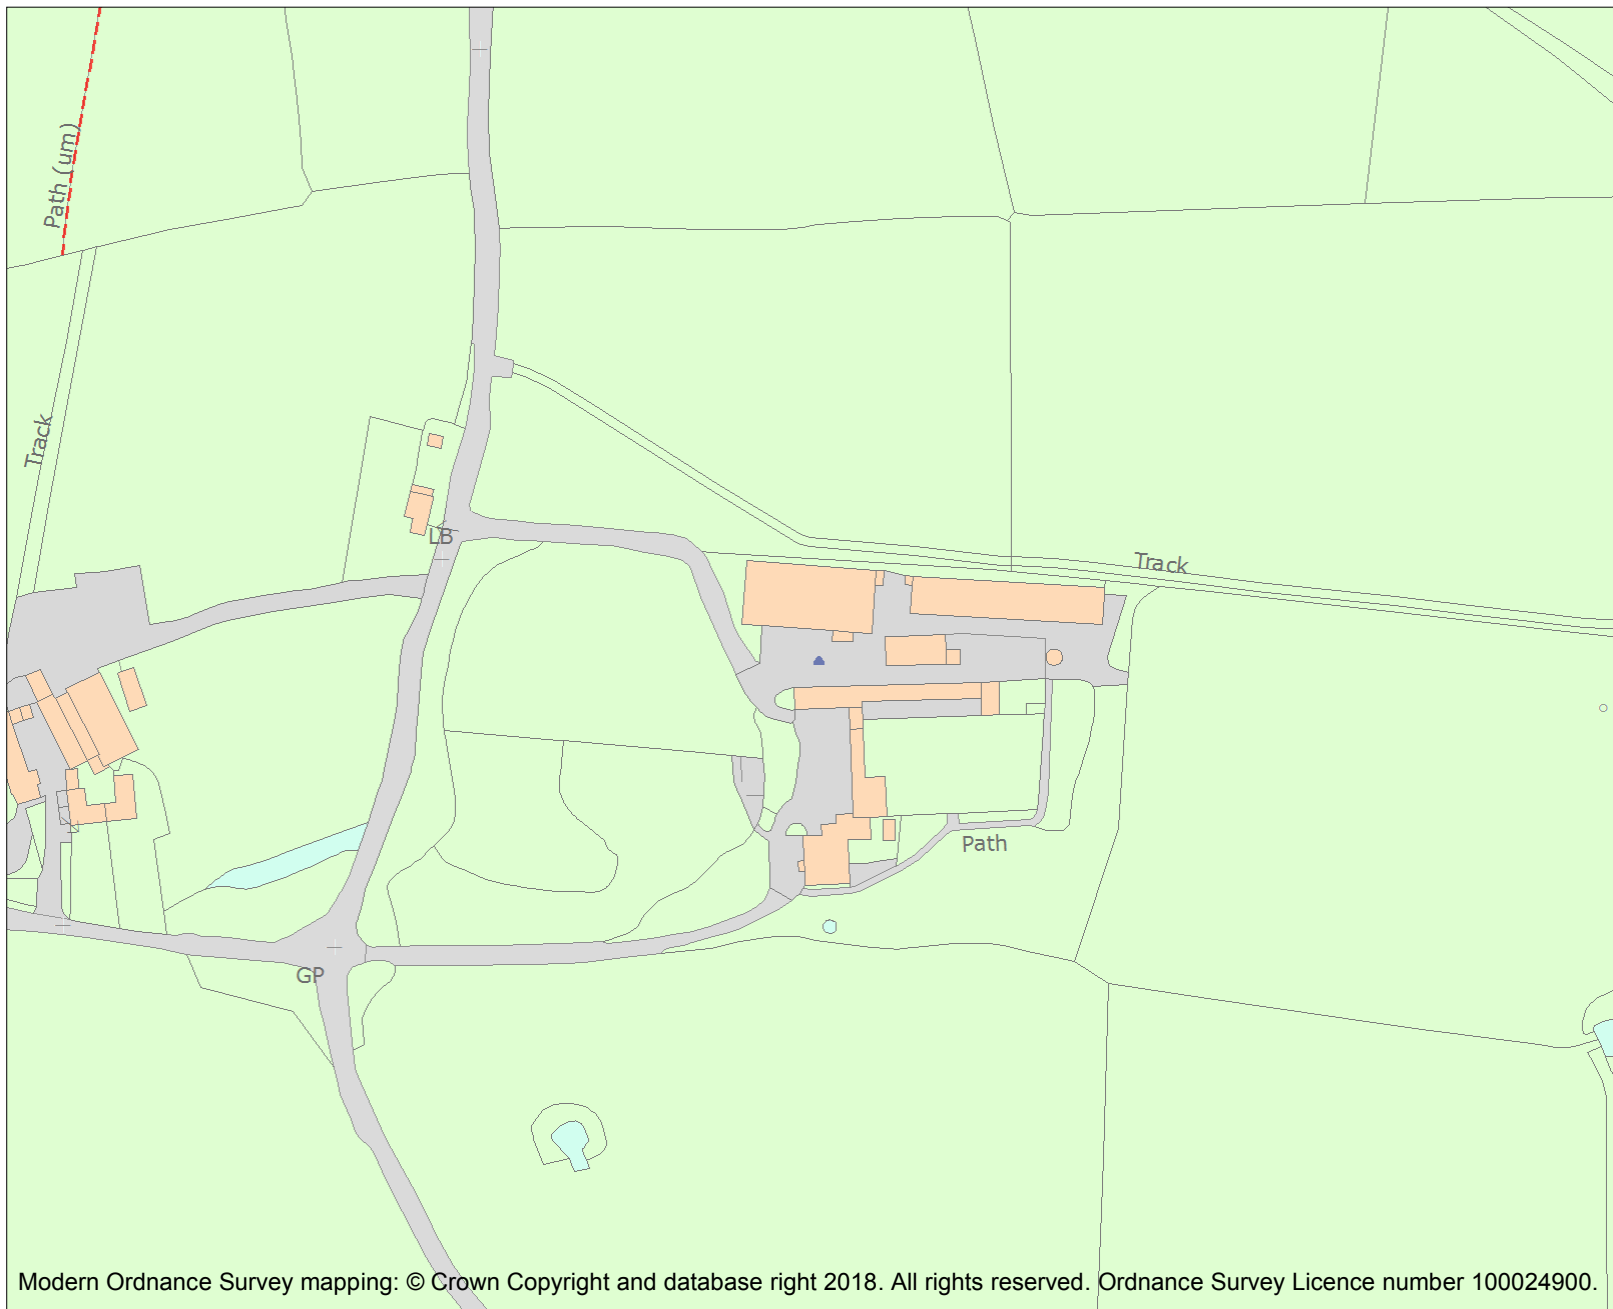 Path (um)
Track
LB
Track
Path
GP
Modern Ordnance Survey mapping: © Crown Copyright and database right 2018. All rights reserved. Ordnance Survey Licence number 100024900.